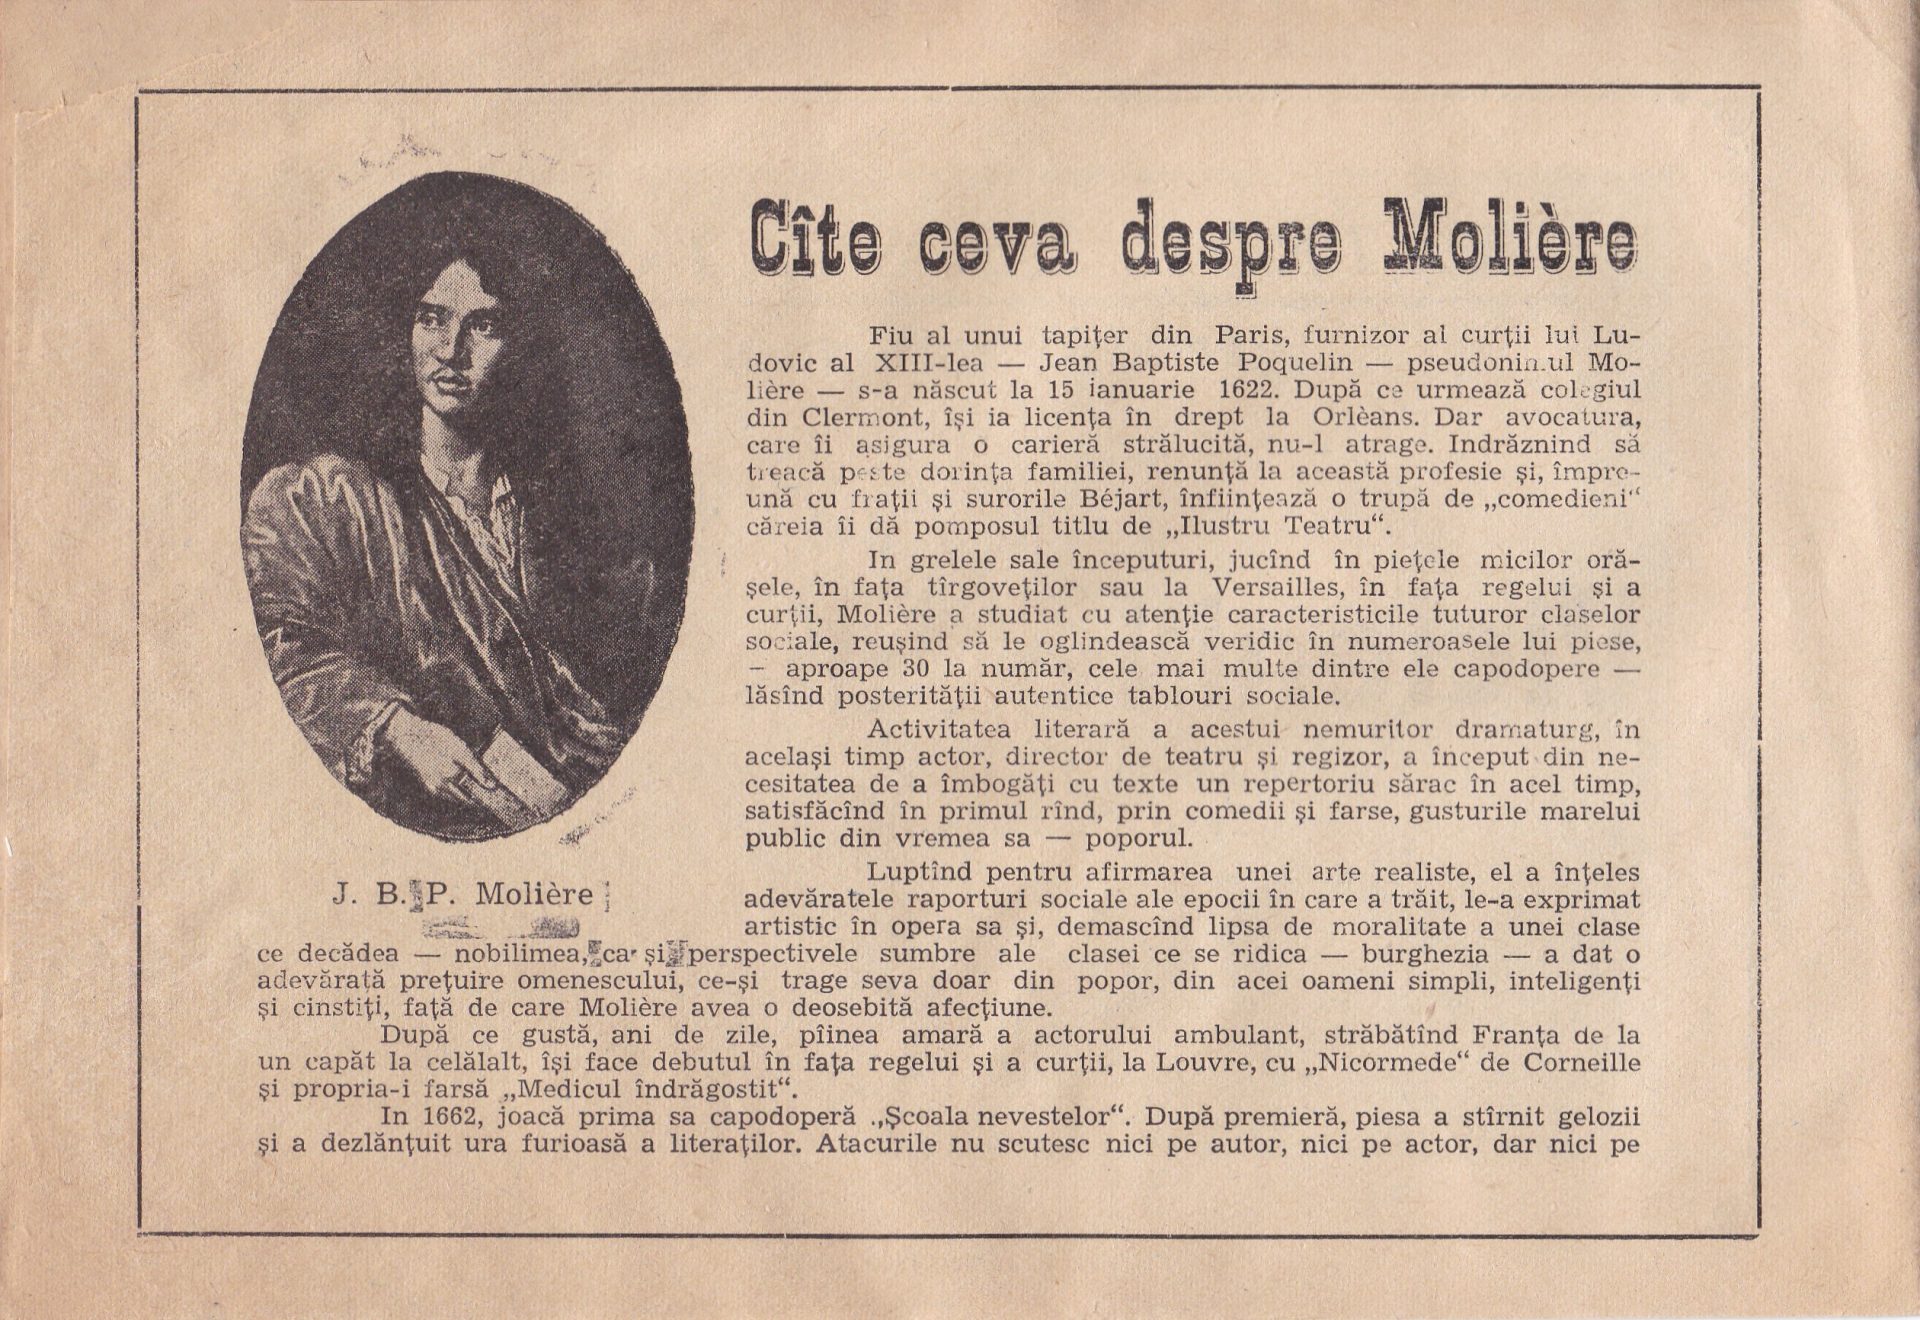 Cîte ceva despre Molière
Fiu al unui tapițer din Paris, furnizor al curții lui Lu-
dovic al XIII-lea — Jean Baptiste Poquelin — pseudonimul Mo-
lière — s-a născut la 15 ianuarie 1622. După ce urmează colegiul
din Clermont, își ia licența în drept la Orlèans. Dar avocatura,
care îi asigura o carieră strălucită, nu-l atrage. Indrăznind să
treacă peste dorința familiei, renunță la această profesie și, împre-
ună cu frații și surorile Béjart, înființează o trupă de „comedieni“
căreia îi dă pomposul titlu de „Ilustru Teatru“.
In grelele sale începuturi, jucînd în piețele micilor oră-
șele, în fața tîrgoveților sau la Versailles, în fața regelui și a
curții, Molière a studiat cu atenție caracteristicile tuturor claselor
sociale, reușind să le oglindească veridic în numeroasele lui piese,
— aproape 30 la număr, cele mai multe dintre ele capodopere —
lăsînd posterității autentice tablouri sociale.
Activitatea literară a acestui nemuritor dramaturg, în
același timp actor, director de teatru și regizor, a început din ne-
cesitatea de a îmbogăți cu texte un repertoriu sărac în acel timp,
satisfăcînd în primul rînd, prin comedii și farse, gusturile marelui
public din vremea sa — poporul.
J. B. P. Molière
Luptînd pentru afirmarea unei arte realiste, el a înțeles
adevăratele raporturi sociale ale epocii în care a trăit, le-a exprimat
artistic în opera sa și, demascînd lipsa de moralitate a unei clase
ce decădea — nobilimea, ca și perspectivele sumbre ale clasei ce se ridica — burghezia — a dat o
adevărată prețuire omenescului, ce-și trage seva doar din popor, din acei oameni simpli, inteligenți
și cinstiți, față de care Molière avea o deosebită afecțiune.
După ce gustă, ani de zile, pîinea amară a actorului ambulant, străbătînd Franța de la
un capăt la celălalt, își face debutul în fața regelui și a curții, la Louvre, cu „Nicormede“ de Corneille
și propria-i farsă „Medicul îndrăgostit“.
In 1662, joacă prima sa capodoperă „Școala nevestelor“. După premieră, piesa a stîrnit gelozii
și a dezlănțuit ura furioasă a literaților. Atacurile nu scutesc nici pe autor, nici pe actor, dar nici pe